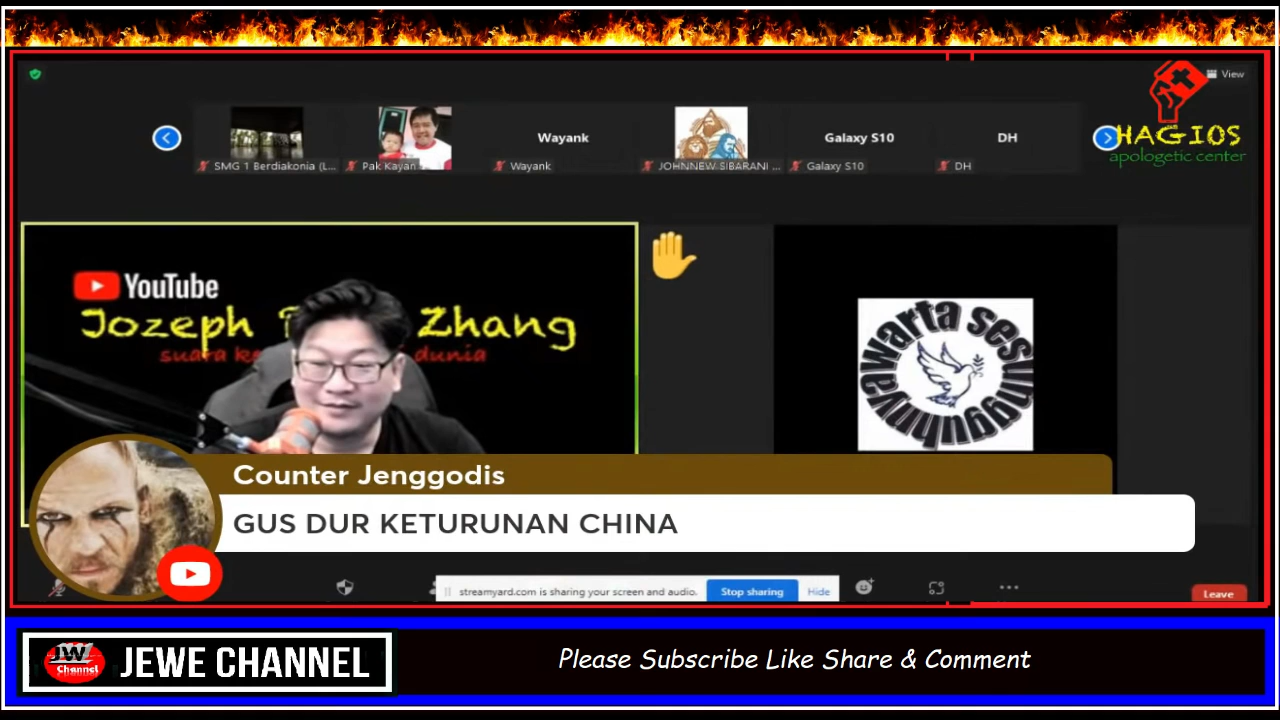 View
Wayank
Galaxy S10
DH
HAGIOS
apologetic center
SMG 1 Berdiakonia (L...
Pak Kayan
Wayank
JOHNNEW SIBARANI ...
Galaxy S10
DH
YouTube
Jozeph Zhang
suara dunia
warta sesungguhnya
Counter Jenggodis
GUS DUR KETURUNAN CHINA
streamyard.com is sharing your screen and audio.
Stop sharing
Hide
Leave
JW
Channel
JEWE CHANNEL
Please Subscribe Like Share & Comment